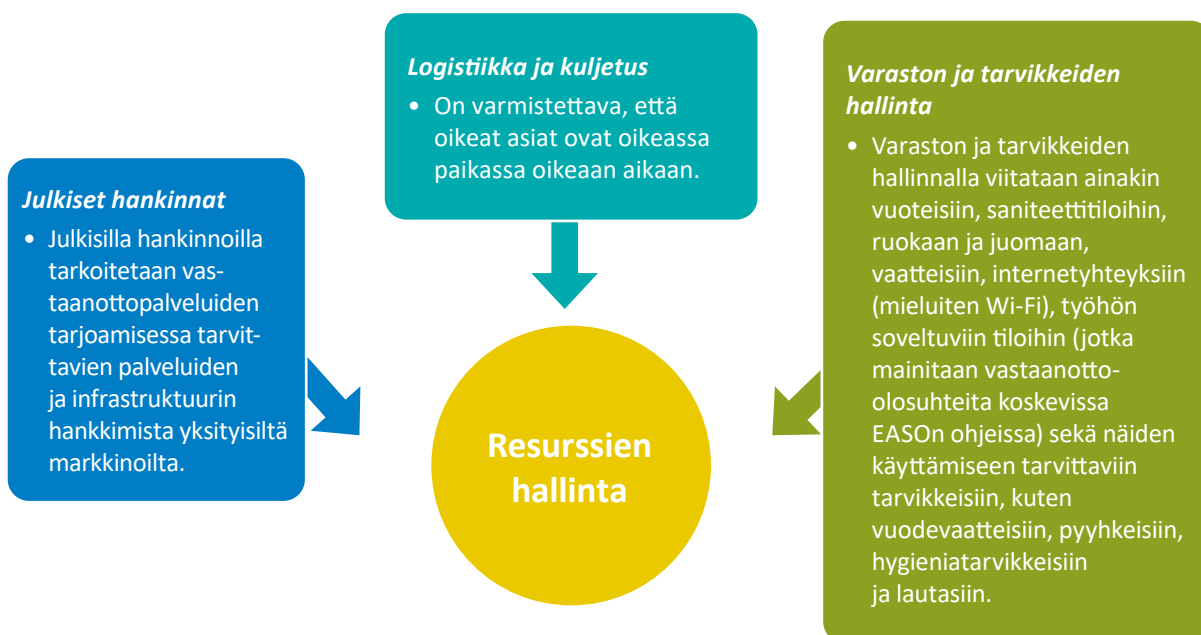 Julkiset hankinnat
• Julkisilla hankinnoilla
tarkoitetaan vas-
taanottopalveluiden
tarjoamisessa tarvit-
tavien palveluiden
ja infrastruktuurin
hankkimista yksityisiltä
markkinoilta.
Logistiikka ja kuljetus
• On varmistettava, että
oikeat asiat ovat oikeassa
paikassa oikeaan aikaan.
Varaston ja tarvikkeiden
hallinta
• Varaston ja tarvikkeiden
hallinnalla viitataan ainakin
vuoteisiin, saniteettitiloihin,
ruokaan ja juomaan,
vaatteisiin, internetyhteyksiin
(mieluiten Wi-Fi), työhön
soveltuviin tiloihin (jotka
mainitaan vastaanotto-
olosuhteita koskevissa
EASOn ohjeissa) sekä näiden
käyttämiseen tarvittaviin
tarvikkeisiin, kuten
vuodevaatteisiin, pyyhkeisiin,
hygieniatarvikkeisiin
ja lautasiin.
Resurssien
hallinta